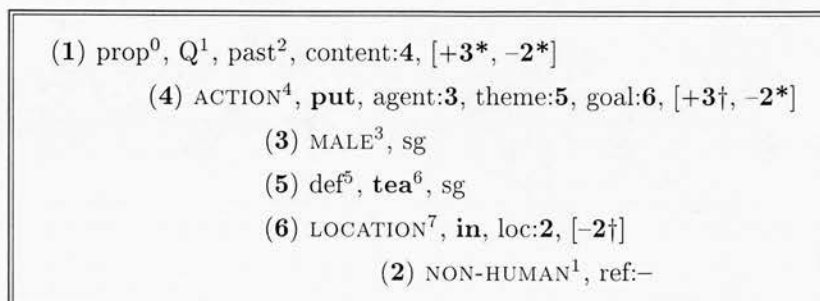 (1) prop⁰, Q¹, past², content:4, [+3*, –2*]
(4) ACTION⁴, put, agent:3, theme:5, goal:6, [+3†, –2*]
(3) MALE³, sg
(5) def⁵, tea⁶, sg
(6) LOCATION⁷, in, loc:2, [–2†]
(2) NON-HUMAN¹, ref:–